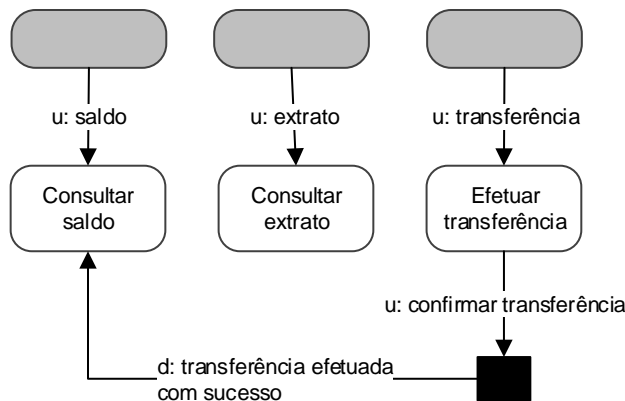 u: saldo
u: extrato
u: transferência
Consultar
saldo
Consultar
extrato
Efetuar
transferência
u: confirmar transferência
d: transferência efetuada
com sucesso